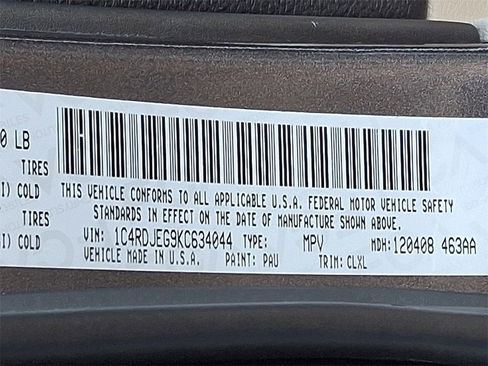 0 LB
TIRES
I) COLD
TIRES
I) COLD
THIS VEHICLE CONFORMS TO ALL APPLICABLE U.S.A. FEDERAL MOTOR VEHICLE SAFETY
STANDARDS IN EFFECT ON THE DATE OF MANUFACTURE SHOWN ABOVE.
VIN: 1C4RDJEG9KC634044 TYPE: MPV MDH: 120408 463AA
VEHICLE MADE IN U.S.A. PAINT: PAU TRIM: CLXL